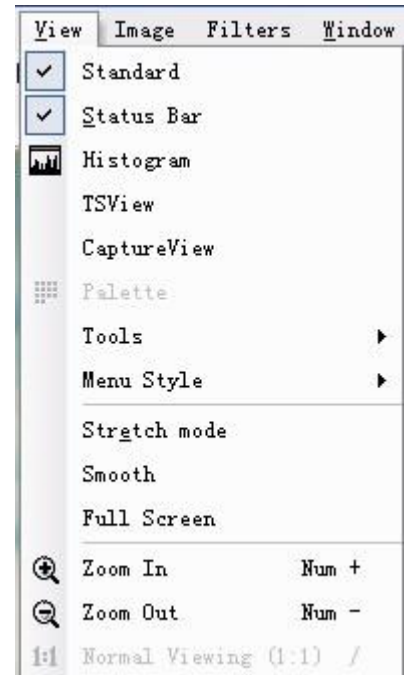 View Image Filters Window
Standard
Status Bar
Histogram
TSView
CaptureView
Palette
Tools
Menu Style
Stretch mode
Smooth
Full Screen
Zoom In Num +
Zoom Out Num -
1:1 Normal Viewing (1:1) /